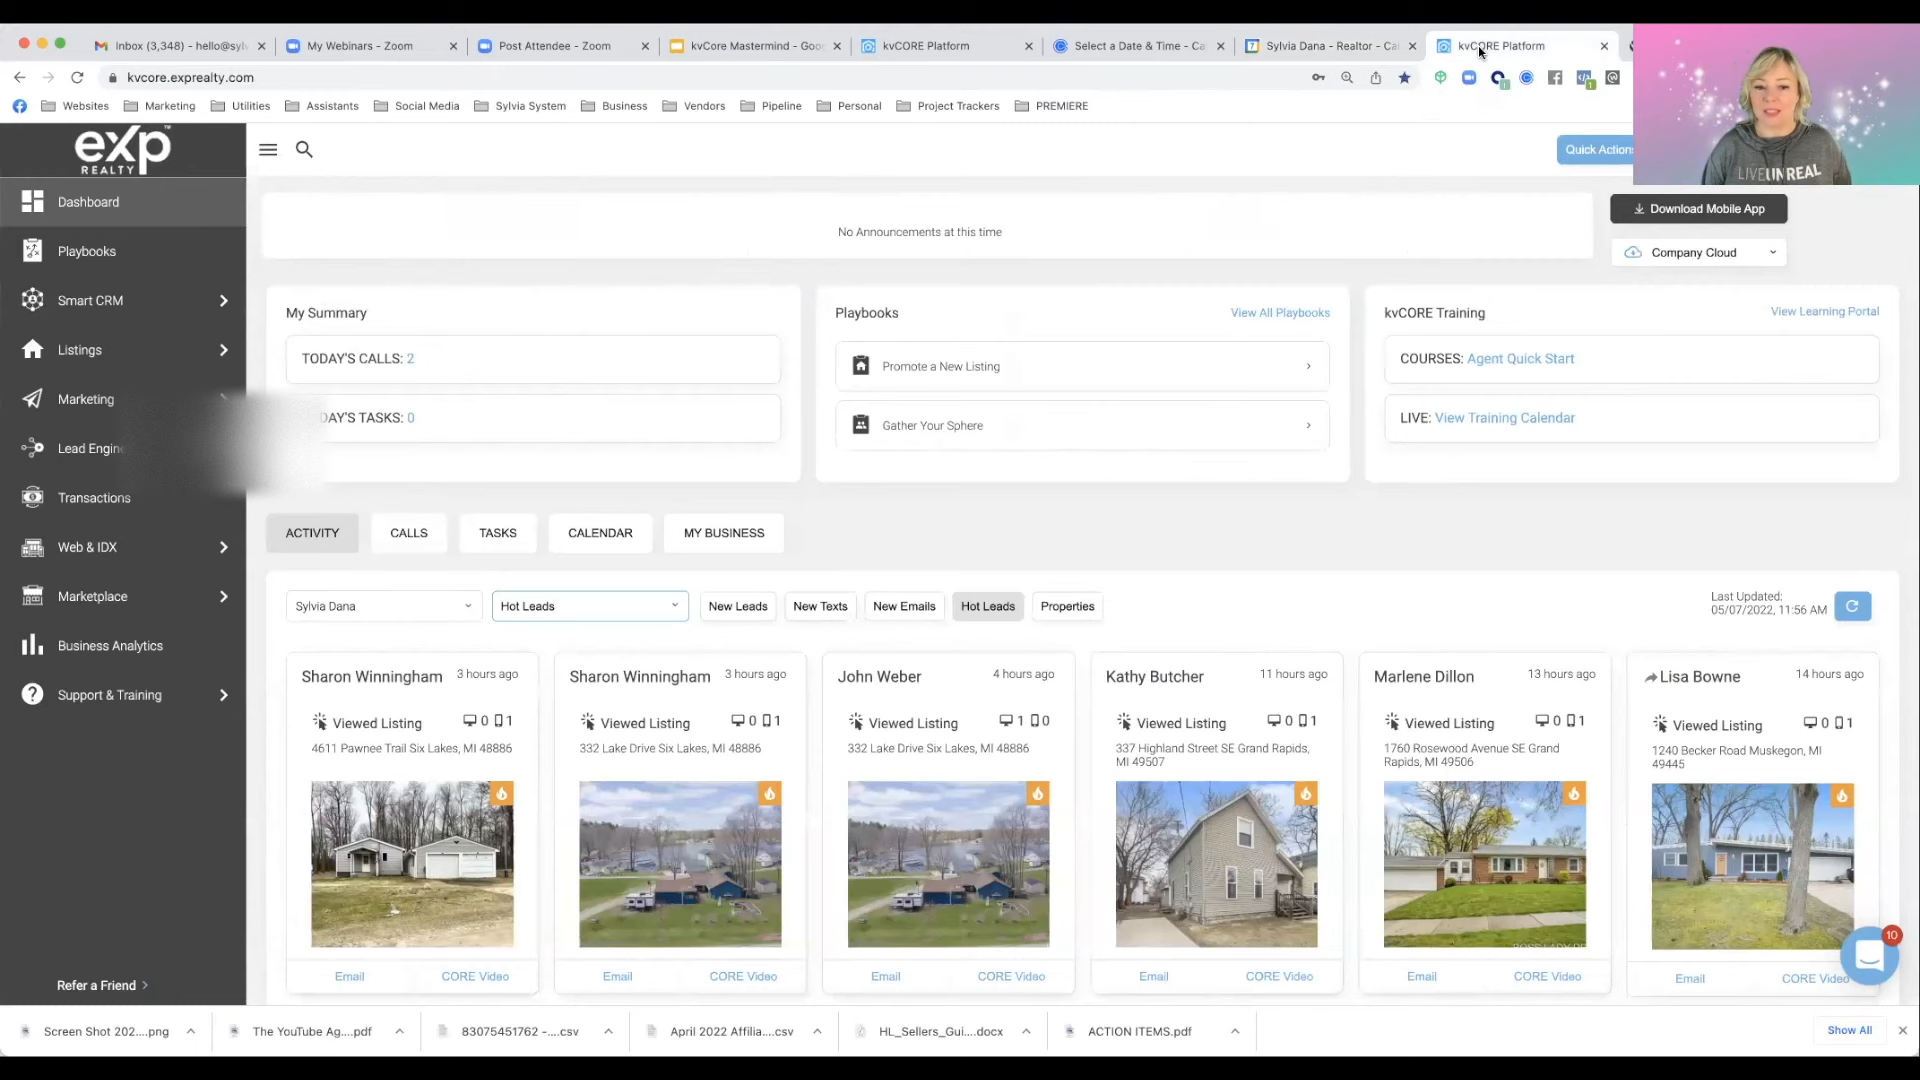 Inbox (3,348) - hello@syl
My Webinars - Zoom
Post Attendee - Zoom
kvCore Mastermind - Goo
kvCORE Platform
Select a Date & Time - Ca
Sylvia Dana - Realtor - Ca
kvCORE Platform
kvcore.exprealty.com
Websites
Marketing
Utilities
Assistants
Social Media
Sylvia System
Business
Vendors
Pipeline
Personal
Project Trackers
PREMIERE
LIVEUNREAL
exp
REALTY
Quick Actions
Dashboard
Playbooks
Smart CRM
Listings
Marketing
Lead Engine
Transactions
Web & IDX
Marketplace
Business Analytics
Support & Training
Refer a Friend
No Announcements at this time
Download Mobile App
Company Cloud
My Summary
TODAY'S CALLS: 2
DAY'S TASKS: 0
Playbooks
View All Playbooks
Promote a New Listing
Gather Your Sphere
kvCORE Training
View Learning Portal
COURSES: Agent Quick Start
LIVE: View Training Calendar
ACTIVITY
CALLS
TASKS
CALENDAR
MY BUSINESS
Sylvia Dana
Hot Leads
New Leads
New Texts
New Emails
Hot Leads
Properties
Last Updated:
05/07/2022, 11:56 AM
Sharon Winningham
3 hours ago
Viewed Listing
0 1
4611 Pawnee Trail Six Lakes, MI 48886
Email
CORE Video
Sharon Winningham
3 hours ago
Viewed Listing
0 1
332 Lake Drive Six Lakes, MI 48886
Email
CORE Video
John Weber
4 hours ago
Viewed Listing
1 0
332 Lake Drive Six Lakes, MI 48886
Email
CORE Video
Kathy Butcher
11 hours ago
Viewed Listing
0 1
337 Highland Street SE Grand Rapids,
MI 49507
Email
CORE Video
Marlene Dillon
13 hours ago
Viewed Listing
0 1
1760 Rosewood Avenue SE Grand
Rapids, MI 49506
Email
CORE Video
Lisa Bowne
14 hours ago
Viewed Listing
0 1
1240 Becker Road Muskegon, MI
49445
Email
CORE Video
10
Screen Shot 202....png
The YouTube Ag....pdf
83075451762 -....csv
April 2022 Affilia....csv
HL_Sellers_Gui....docx
ACTION ITEMS.pdf
Show All